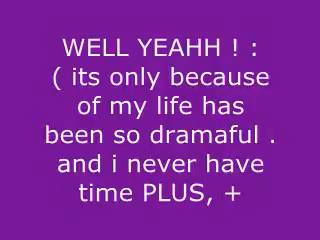 WELL YEAHH ! :
( its only because
of my life has
been so dramaful .
and i never have
time PLUS, +